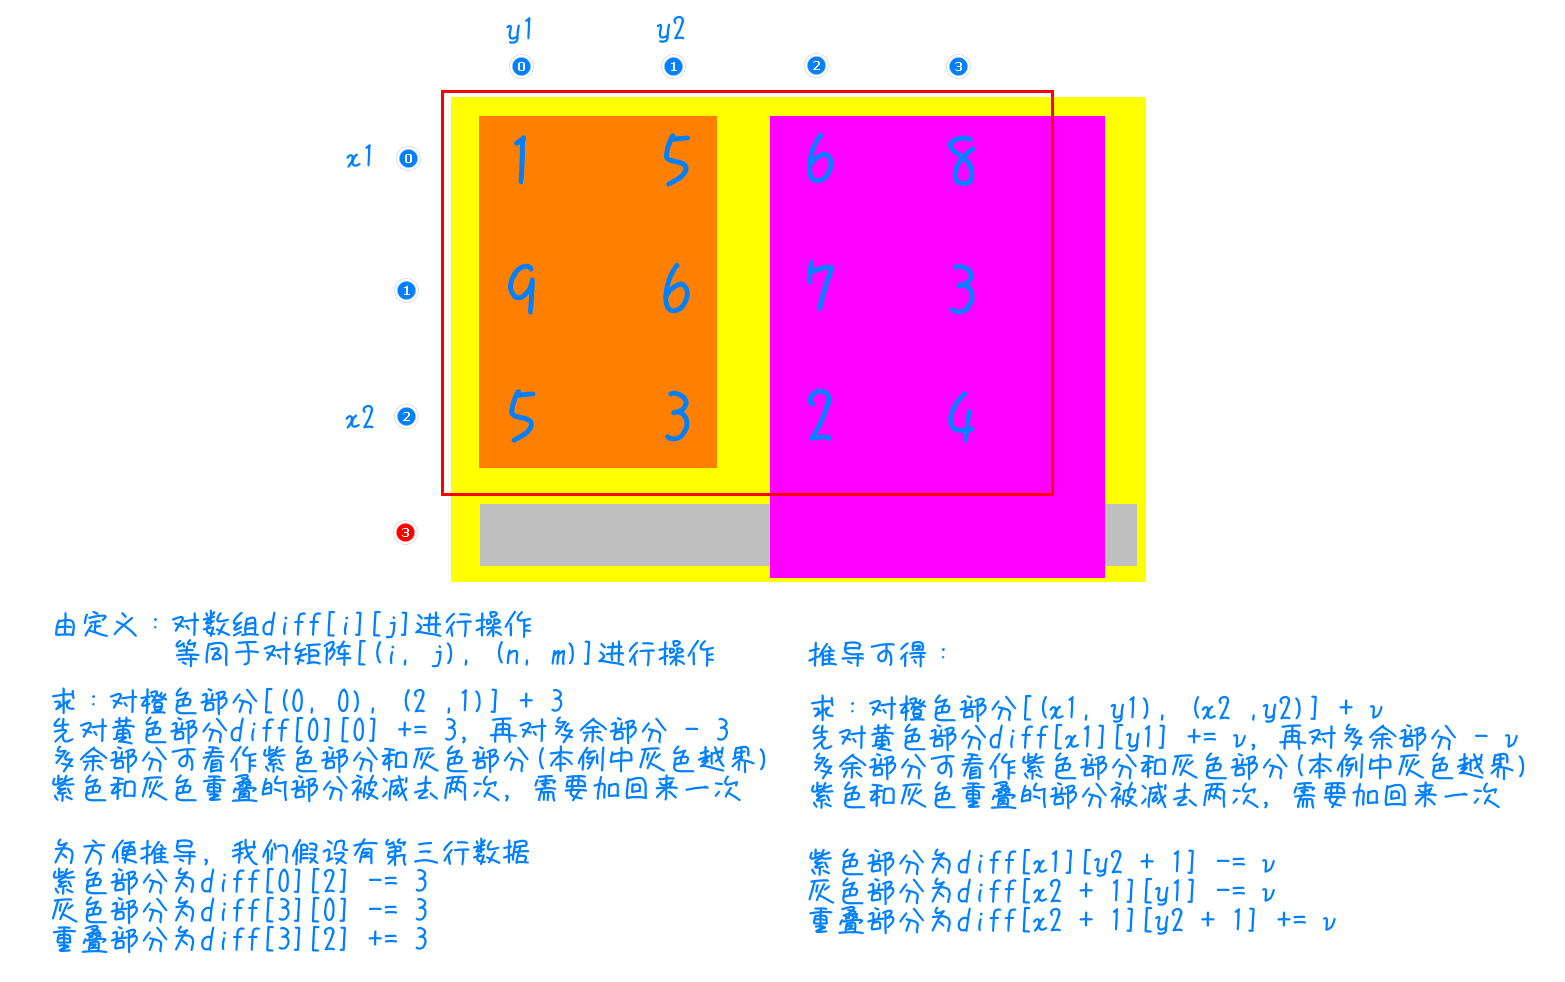 y1 y2
0 1 2 3
x1 0 1 5 6 8
1 9 6 7 3
x2 2 5 3 2 4
3
由定义：对数组diff[i][j]进行操作
等同于对矩阵[(i, j), (n, m)]进行操作
求：对橙色部分[(0, 0), (2 ,1)] + 3
先对黄色部分diff[0][0] += 3, 再对多余部分 - 3
多余部分可看作紫色部分和灰色部分(本例中灰色越界)
紫色和灰色重叠的部分被减去两次, 需要加回来一次
为方便推导, 我们假设有第三行数据
紫色部分为diff[0][2] -= 3
灰色部分为diff[3][0] -= 3
重叠部分为diff[3][2] += 3
推导可得：
求：对橙色部分[(x1, y1), (x2 ,y2)] + v
先对黄色部分diff[x1][y1] += v, 再对多余部分 - v
多余部分可看作紫色部分和灰色部分(本例中灰色越界)
紫色和灰色重叠的部分被减去两次, 需要加回来一次
紫色部分为diff[x1][y2 + 1] -= v
灰色部分为diff[x2 + 1][y1] -= v
重叠部分为diff[x2 + 1][y2 + 1] += v